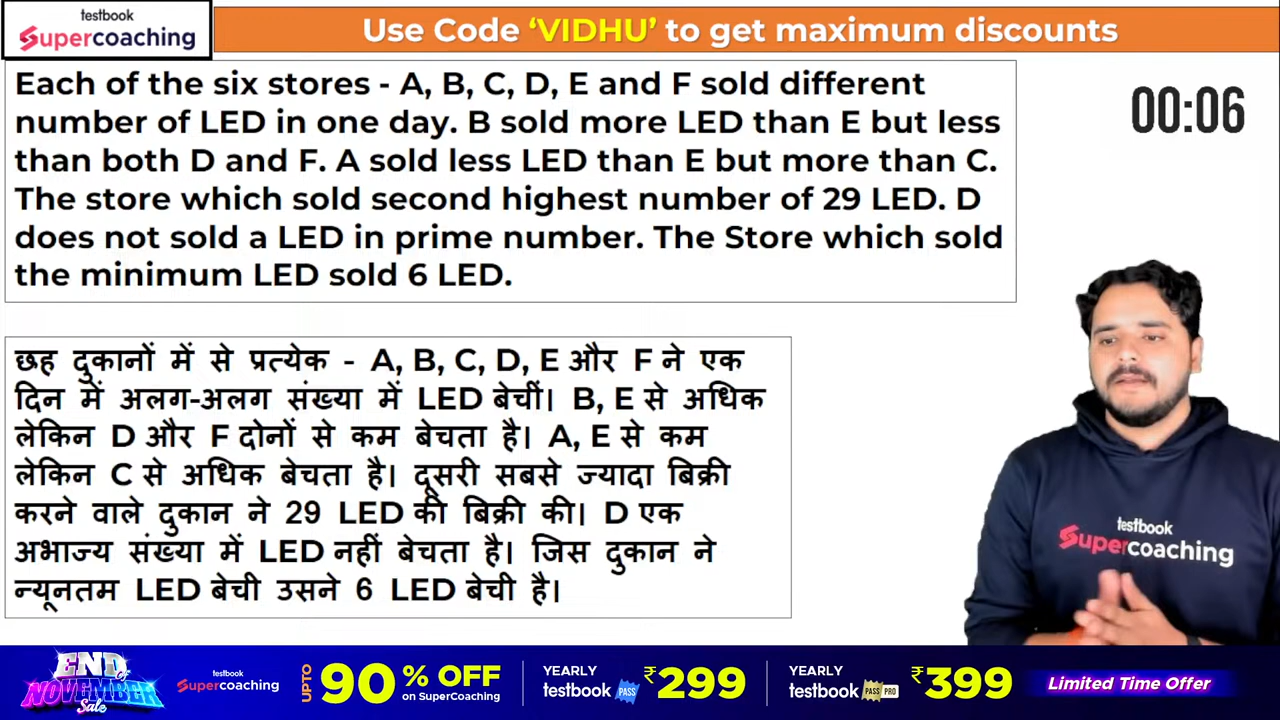 testbook
Supercoaching
Use Code ‘VIDHU’ to get maximum discounts
Each of the six stores - A, B, C, D, E and F sold different
number of LED in one day. B sold more LED than E but less
than both D and F. A sold less LED than E but more than C.
The store which sold second highest number of 29 LED. D
does not sold a LED in prime number. The Store which sold
the minimum LED sold 6 LED.
00:06
छह दुकानों में से प्रत्येक - A, B, C, D, E और F ने एक
दिन में अलग-अलग संख्या में LED बेचीं। B, E से अधिक
लेकिन D और F दोनों से कम बेचता है। A, E से कम
लेकिन C से अधिक बेचता है। दूसरी सबसे ज्यादा बिक्री
करने वाले दुकान ने 29 LED की बिक्री की। D एक
अभाज्य संख्या में LED नहीं बेचता है। जिस दुकान ने
न्यूनतम LED बेची उसने 6 LED बेची है।
testbook
Supercoaching
END of
NOVEMBER
Sale
testbook
Supercoaching
UPTO 90% OFF
on SuperCoaching
YEARLY
testbook PASS
₹299
YEARLY
testbook PASS PRO
₹399
Limited Time Offer